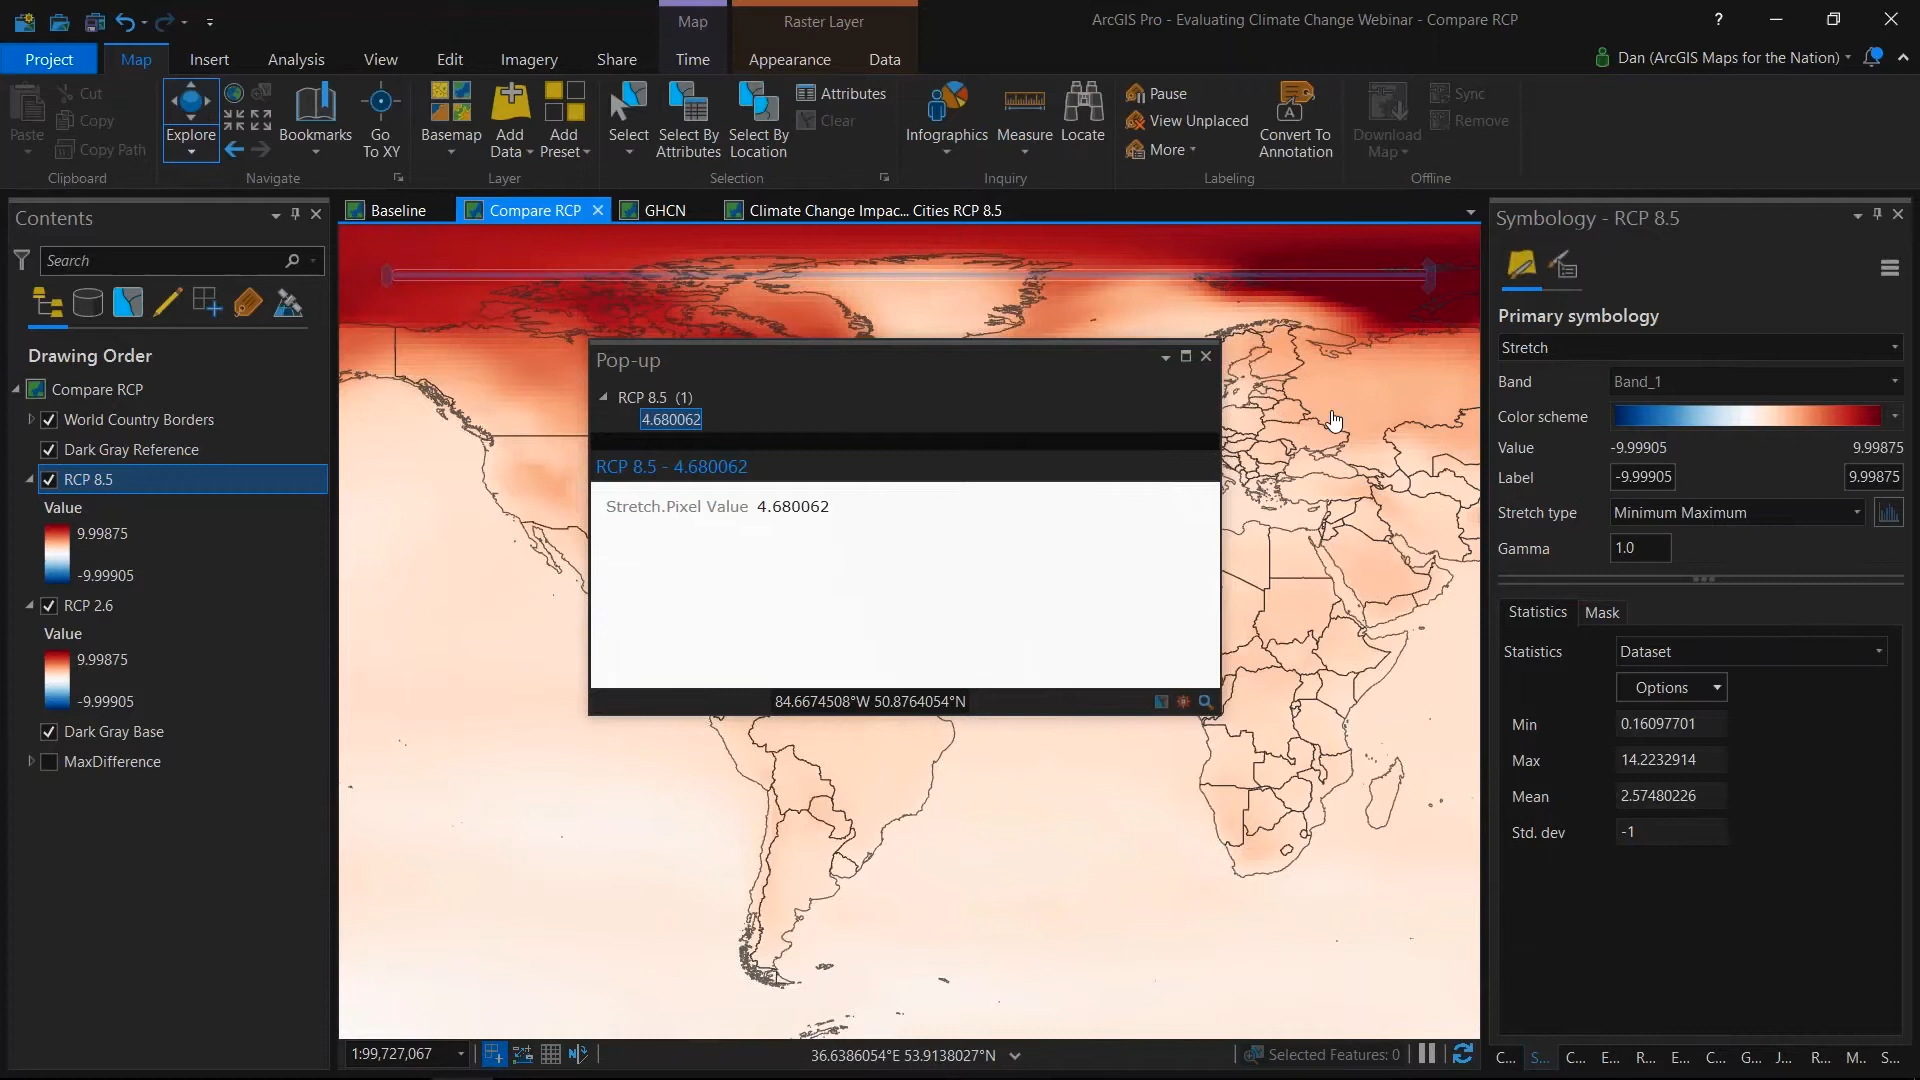 Map
Raster Layer
ArcGIS Pro - Evaluating Climate Change Webinar - Compare RCP
?
Project
Map
Insert
Analysis
View
Edit
Imagery
Share
Time
Appearance
Data
Dan (ArcGIS Maps for the Nation)
Paste
Cut
Copy
Copy Path
Clipboard
Explore
Bookmarks
Go
To XY
Navigate
Basemap
Add
Data
Add
Preset
Layer
Select
Select By
Attributes
Select By
Location
Attributes
Clear
Selection
Infographics
Measure
Locate
Inquiry
Pause
View Unplaced
More
Convert To
Annotation
Labeling
Download
Map
Sync
Remove
Offline
Contents
Search
Drawing Order
Compare RCP
World Country Borders
Dark Gray Reference
RCP 8.5
Value
9.99875
-9.99905
RCP 2.6
Value
9.99875
-9.99905
Dark Gray Base
MaxDifference
Baseline
Compare RCP
GHCN
Climate Change Impac... Cities RCP 8.5
Pop-up
RCP 8.5 (1)
4.680062
RCP 8.5 - 4.680062
Stretch.Pixel Value 4.680062
84.6674508°W 50.8764054°N
1:99,727,067
36.6386054°E 53.9138027°N
Selected Features: 0
Symbology - RCP 8.5
Primary symbology
Stretch
Band Band_1
Color scheme
Value -9.99905 9.99875
Label -9.99905 9.99875
Stretch type Minimum Maximum
Gamma 1.0
Statistics Mask
Statistics Dataset
Options
Min 0.16097701
Max 14.2232914
Mean 2.57480226
Std. dev -1
C... S... C... E... R... E... C... G... J... R... M.. S...